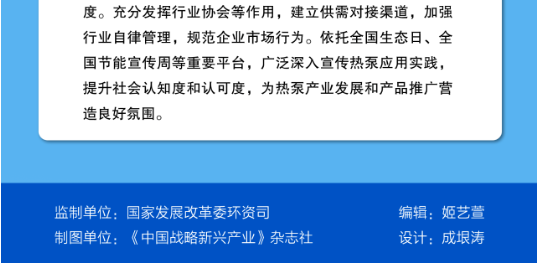 度。充分发挥行业协会等作用，建立供需对接渠道，加强
行业自律管理，规范企业市场行为。依托全国生态日、全
国节能宣传周等重要平台，广泛深入宣传热泵应用实践，
提升社会认知度和认可度，为热泵产业发展和产品推广营
造良好氛围。
监制单位：国家发展改革委环资司
编辑：姬艺萱
制图单位：《中国战略新兴产业》杂志社
设计：成垠涛